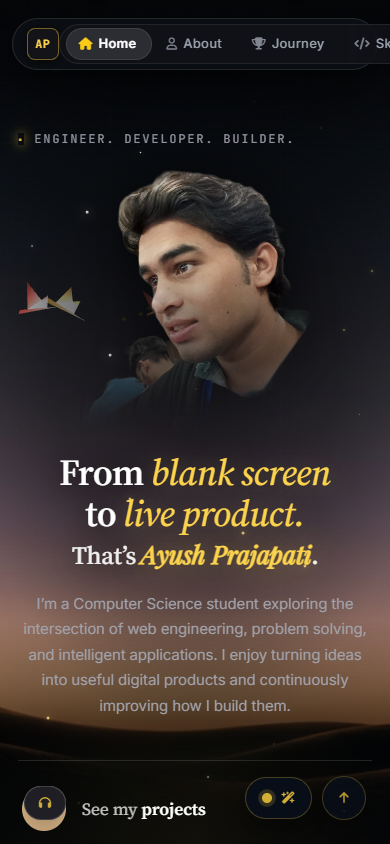 AP
Home
About
Journey
</> Sk
ENGINEER. DEVELOPER. BUILDER.
From blank screen
to live product.
That's Ayush Prajapati.
I'm a Computer Science student exploring the
intersection of web engineering, problem solving,
and intelligent applications. I enjoy turning ideas
into useful digital products and continuously
improving how I build them.
See my projects